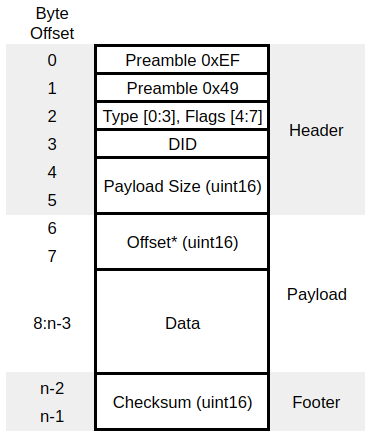 Byte
Offset
0 Preamble 0xEF
1 Preamble 0x49
2 Type [0:3], Flags [4:7]
Header
3 DID
4
Payload Size (uint16)
5
6
Offset* (uint16)
7
Payload
8:n-3 Data
n-2
Checksum (uint16) Footer
n-1